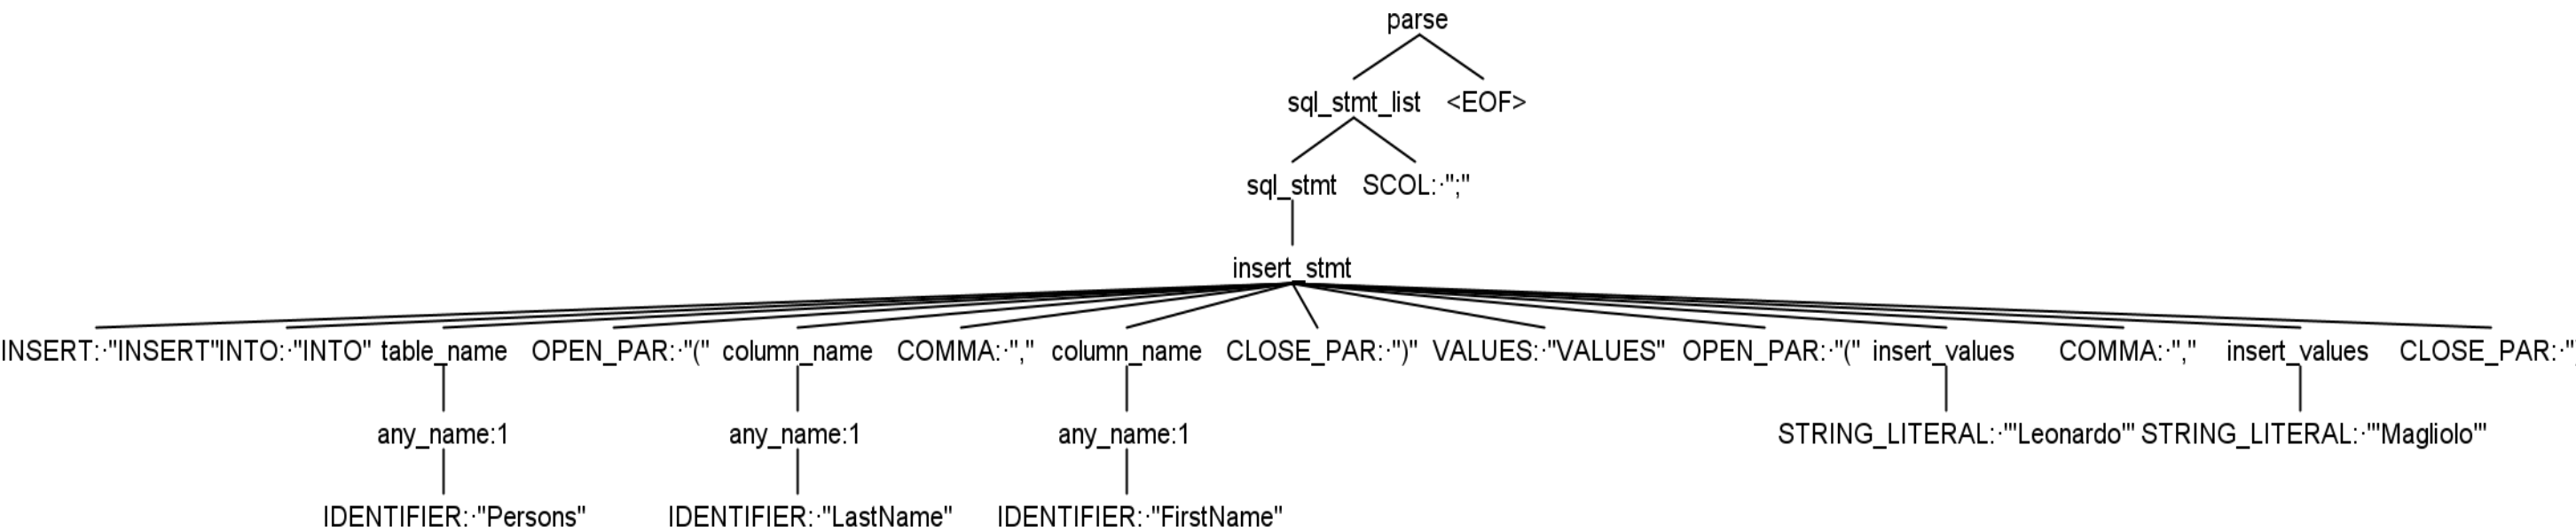 parse
sql_stmt_list <EOF>
sql_stmt SCOL:·";"
insert_stmt
INSERT:·"INSERT"INTO:·"INTO" table_name OPEN_PAR:·"(" column_name COMMA:·"," column_name CLOSE_PAR:·")" VALUES:·"VALUES" OPEN_PAR:·"(" insert_values COMMA:·"," insert_values CLOSE_PAR:·")
any_name:1 any_name:1 any_name:1 STRING_LITERAL:·"'Leonardo'" STRING_LITERAL:·"'Magliolo'"
IDENTIFIER:·"Persons" IDENTIFIER:·"LastName" IDENTIFIER:·"FirstName"